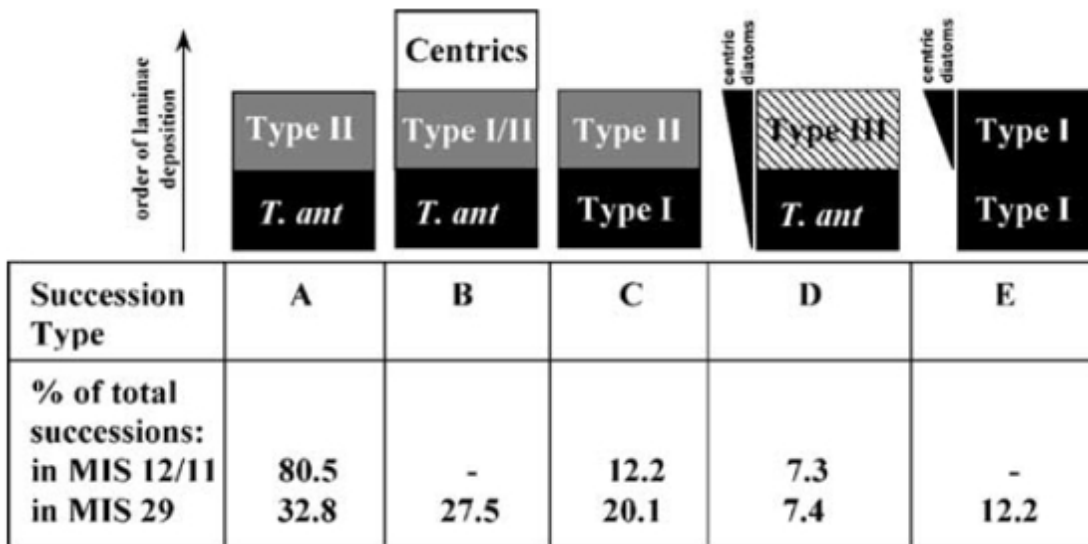 order of laminae
deposition
Centrics
Type II
T. ant
Type I/II
T. ant
Type II
Type I
centric
diatoms
Type III
T. ant
centric
diatoms
Type I
Type I
Succession
Type
A B C D E
% of total
successions:
in MIS 12/11 80.5 - 12.2 7.3 -
in MIS 29 32.8 27.5 20.1 7.4 12.2